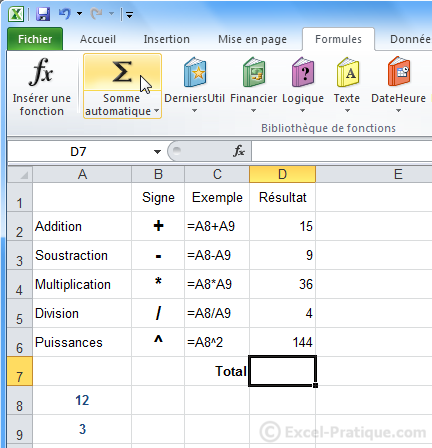 Fichier Accueil Insertion Mise en page Formules Donnée
fx Σ
Insérer une fonction
Somme automatique
DerniersUtil
Financier
Logique
Texte
DateHeure
Bibliothèque de fonctions
D7 fx
A B C D E
1 Signe Exemple Résultat
2 Addition + =A8+A9 15
3 Soustraction - =A8-A9 9
4 Multiplication * =A8*A9 36
5 Division / =A8/A9 4
6 Puissances ^ =A8^2 144
7 Total
8 12
9 3
© Excel-Pratique.com